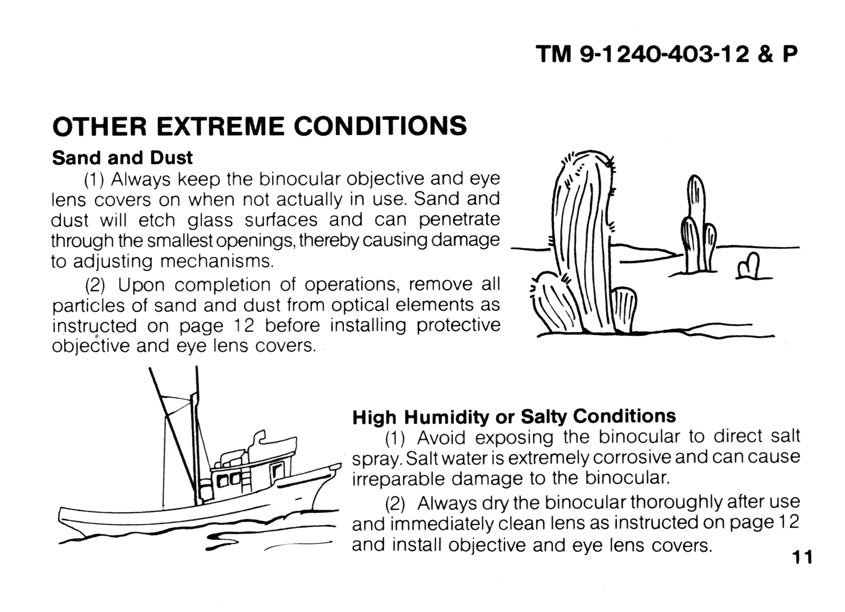 TM 9-1240-403-12 & P
OTHER EXTREME CONDITIONS
Sand and Dust
(1) Always keep the binocular objective and eye
lens covers on when not actually in use. Sand and
dust will etch glass surfaces and can penetrate
through the smallest openings, thereby causing damage
to adjusting mechanisms.
(2) Upon completion of operations, remove all
particles of sand and dust from optical elements as
instructed on page 12 before installing protective
objective and eye lens covers.
High Humidity or Salty Conditions
(1) Avoid exposing the binocular to direct salt
spray. Salt water is extremely corrosive and can cause
irreparable damage to the binocular.
(2) Always dry the binocular thoroughly after use
and immediately clean lens as instructed on page 12
and install objective and eye lens covers.
11